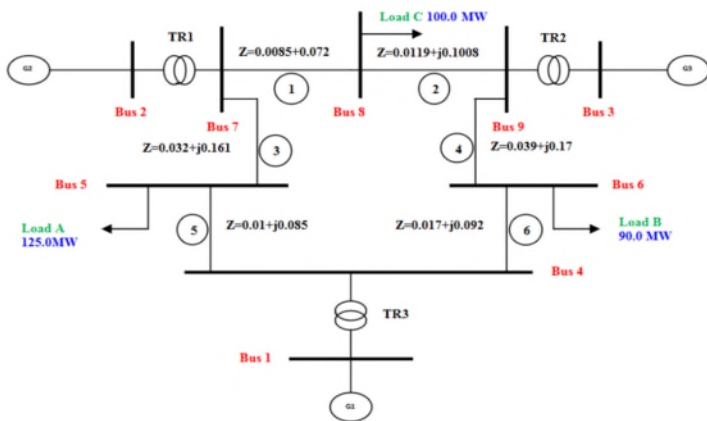 Load C 100.0 MW
TR1
Z=0.0085+0.072
Z=0.0119+j0.1008
TR2
G2
G3
1
2
Bus 2
Bus 7
Bus 8
Bus 9
Bus 3
Z=0.032+j0.161
3
4
Z=0.039+j0.17
Bus 5
Bus 6
Load A
125.0MW
5
Z=0.01+j0.085
Z=0.017+j0.092
6
Load B
90.0 MW
Bus 4
TR3
Bus 1
G1